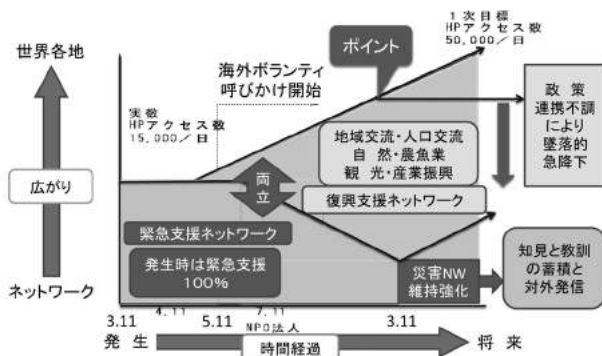 1次目標
HPアクセス数
50,000/日
ポイント
世界各地
海外ボランティ
呼びかけ開始
実数
HPアクセス数
15,000/日
政策
連携不調
により
墜落的
急降下
地域交流・人口交流
自然・農魚業
観光・産業振興
広がり
両立
復興支援ネットワーク
緊急支援ネットワーク
発生時は緊急支援
100%
災害NW
維持強化
知見と教訓
の蓄積と
対外発信
ネットワーク
4.11
7.11
3.11
5.11
NPO法人
3.11
発生
時間経過
将来